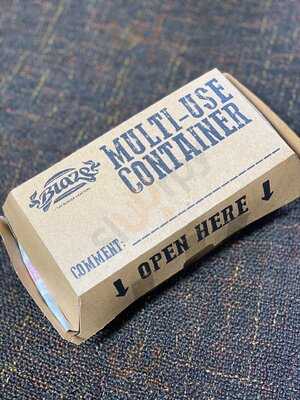 Blaze
MULTI-USE
CONTAINER
COMMENT:
OPEN HERE